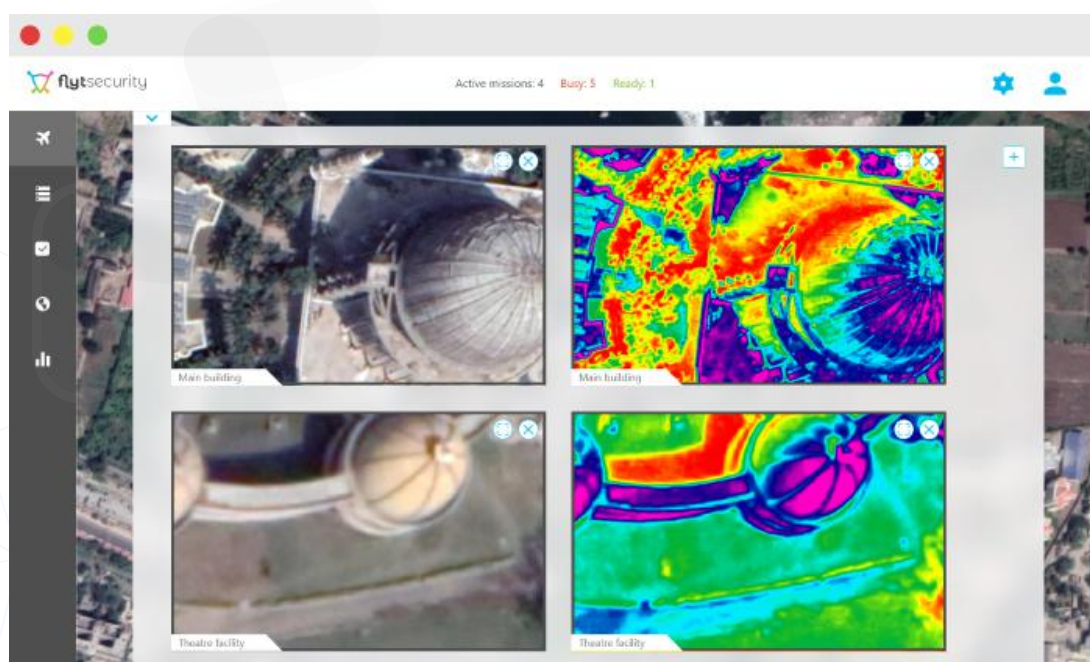 flytsecurity
Active missions: 4 Busy: 5 Ready: 1
Main building
Main building
Theatre facility
Theatre facility